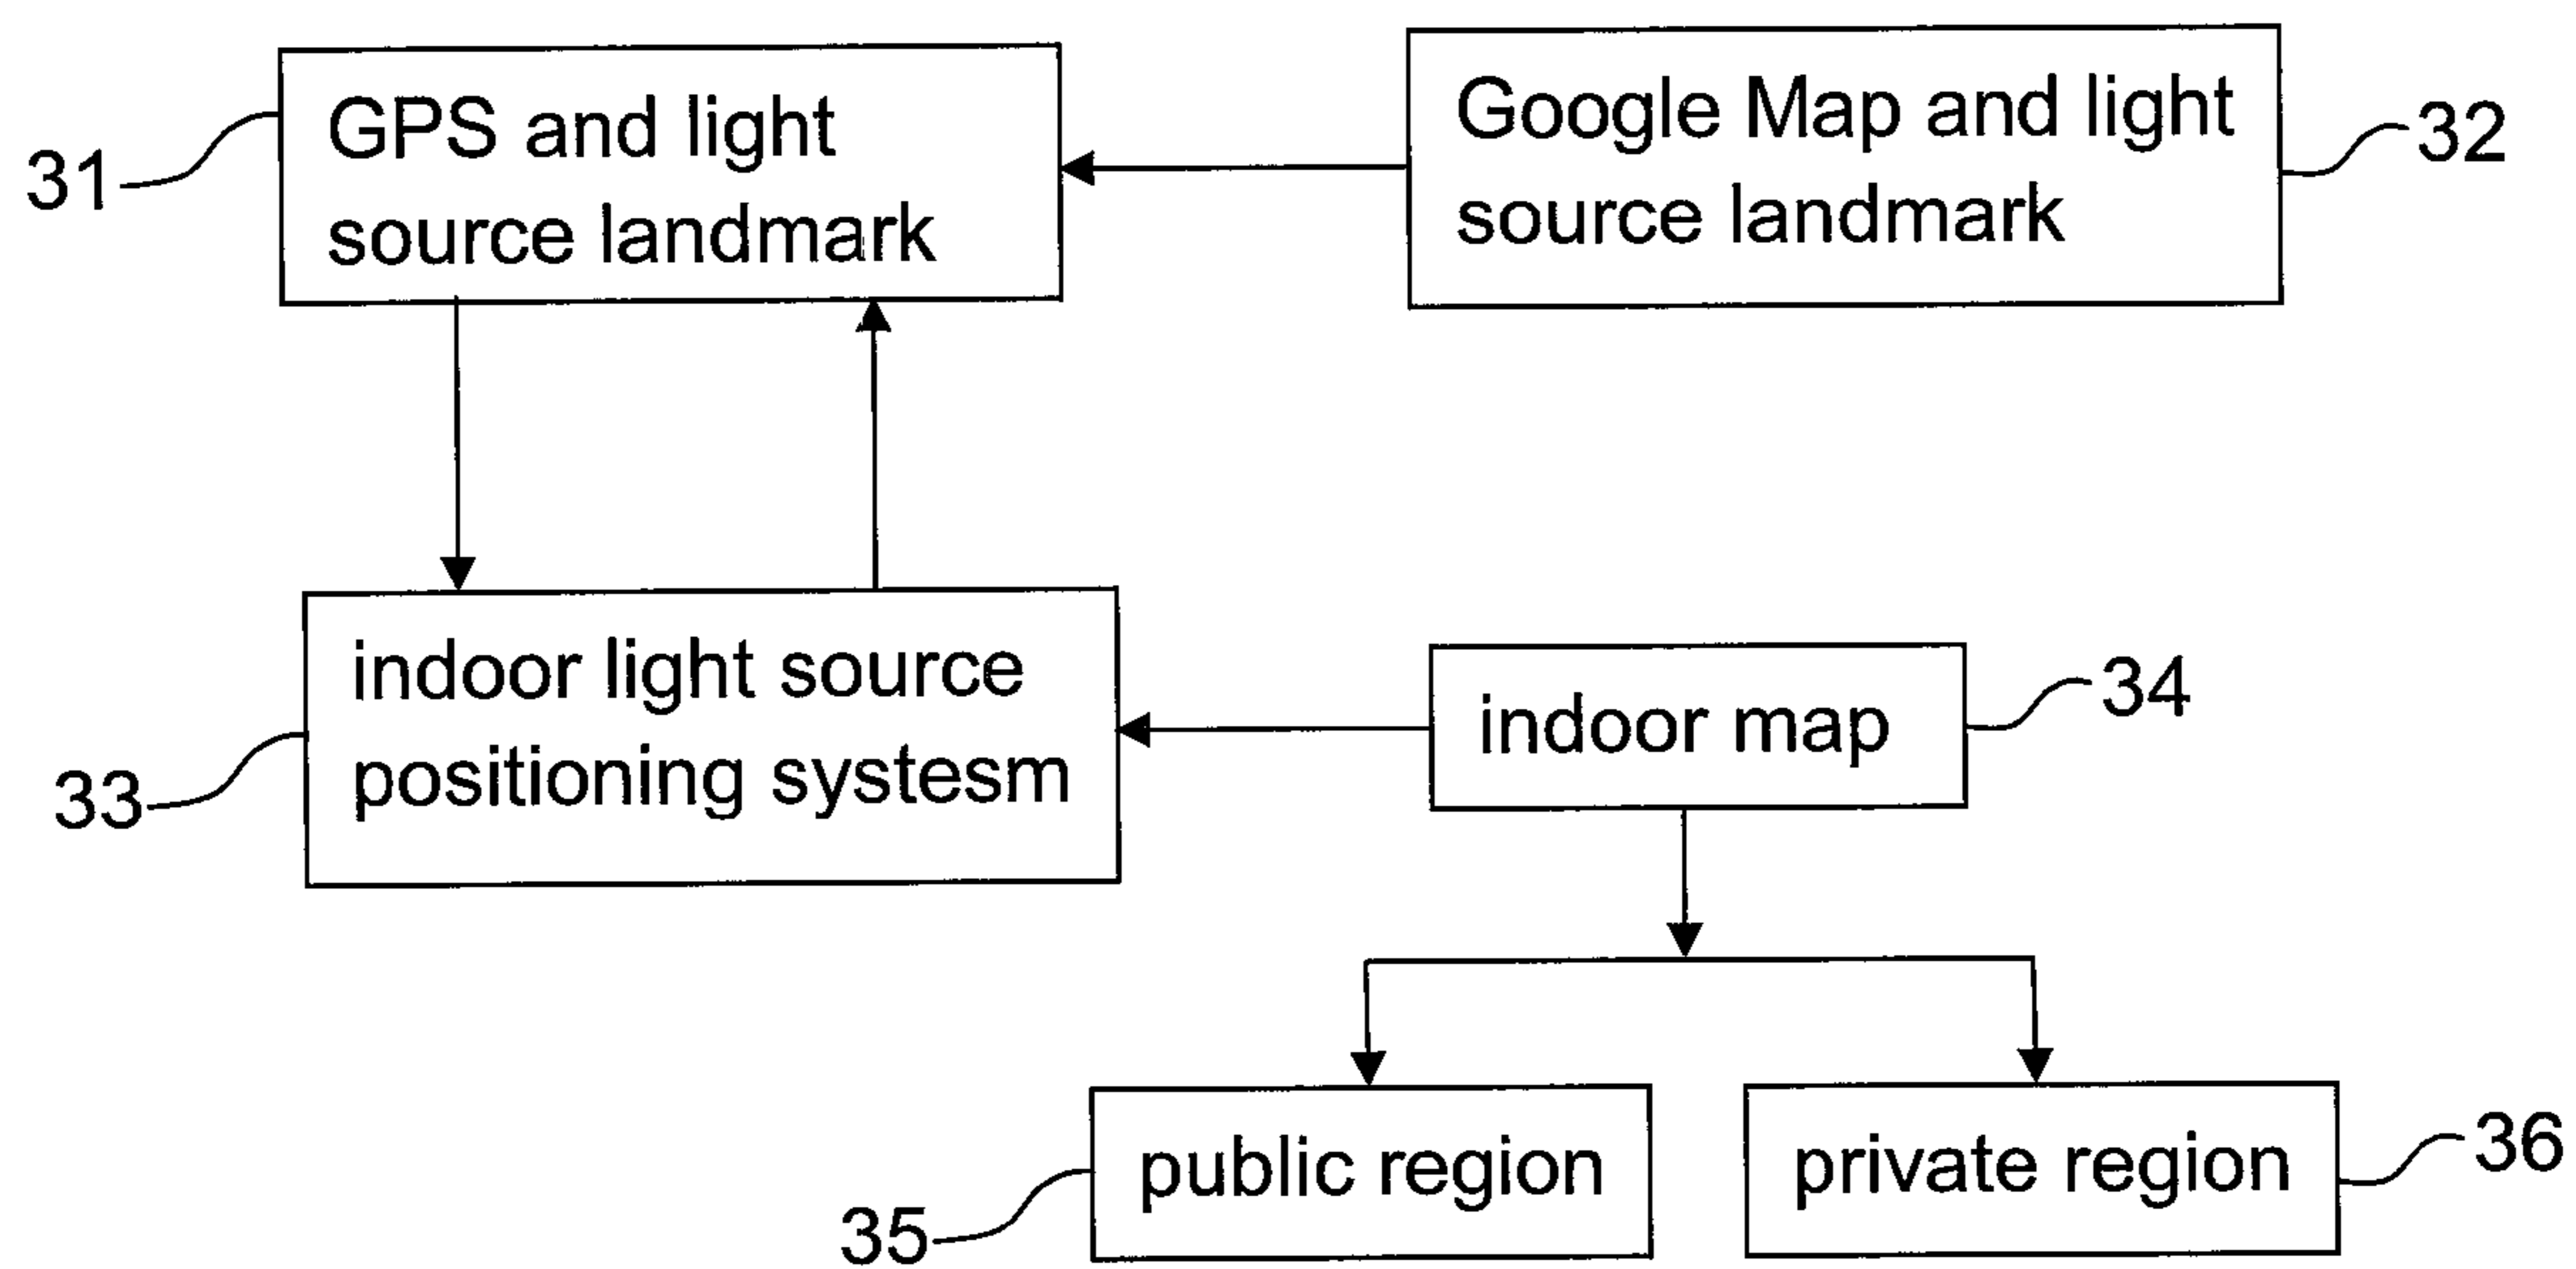 GPS and light
source landmark
31
Google Map and light
source landmark
32
indoor light source
positioning systesm
33
indoor map
34
public region
35
private region
36